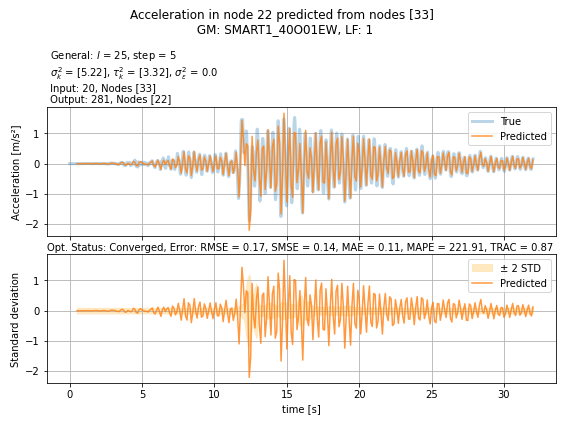 Acceleration in node 22 predicted from nodes [33]
GM: SMART1_40O01EW, LF: 1
General: l = 25, step = 5
σ²ₖ = [5.22], τ²ₖ = [3.32], σ²ε = 0.0
Input: 20, Nodes [33]
Output: 281, Nodes [22]
Acceleration [m/s²]
1
0
−1
−2
True
Predicted
Opt. Status: Converged, Error: RMSE = 0.17, SMSE = 0.14, MAE = 0.11, MAPE = 221.91, TRAC = 0.87
Standard deviation
1
0
−1
−2
± 2 STD
Predicted
0 5 10 15 20 25 30
time [s]